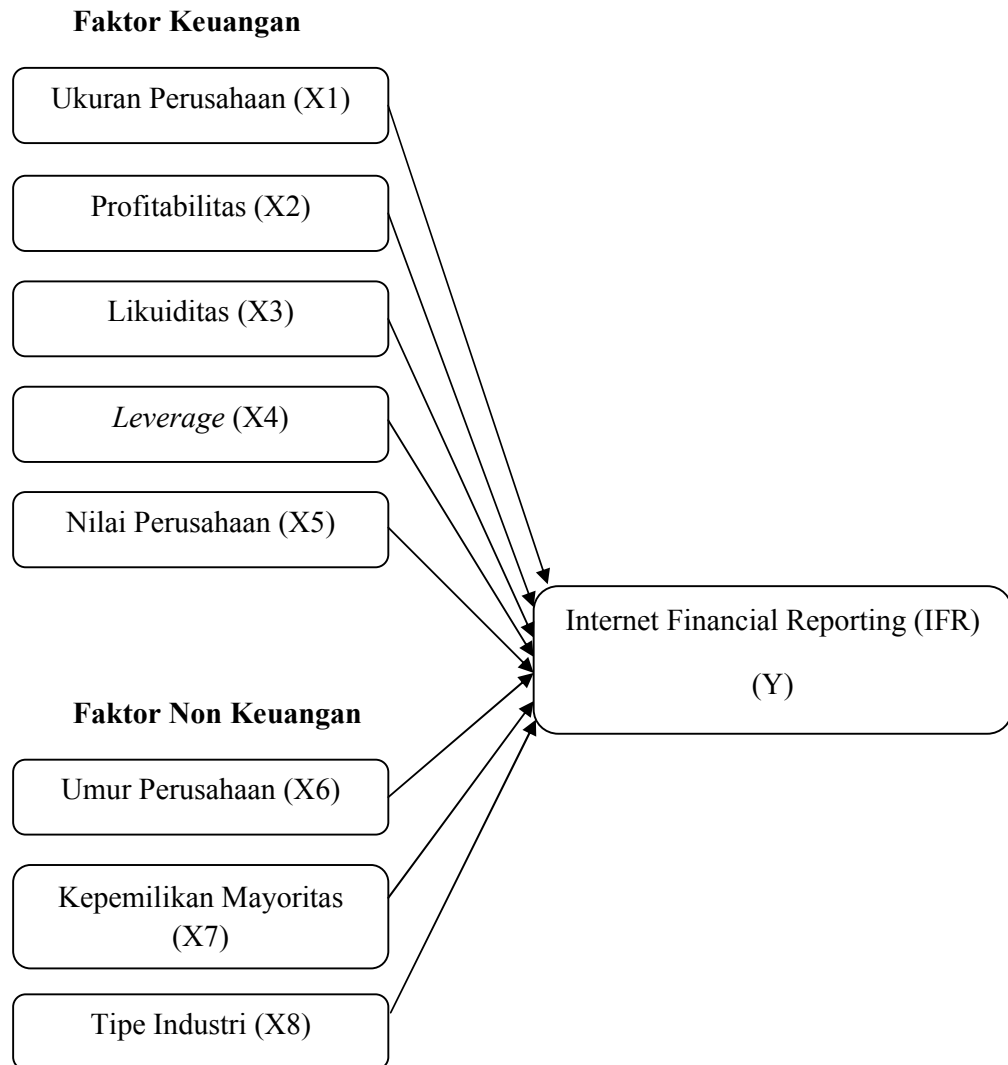 Faktor Keuangan
Ukuran Perusahaan (X1)
Profitabilitas (X2)
Likuiditas (X3)
Leverage (X4)
Nilai Perusahaan (X5)
Internet Financial Reporting (IFR)
(Y)
Faktor Non Keuangan
Umur Perusahaan (X6)
Kepemilikan Mayoritas
(X7)
Tipe Industri (X8)